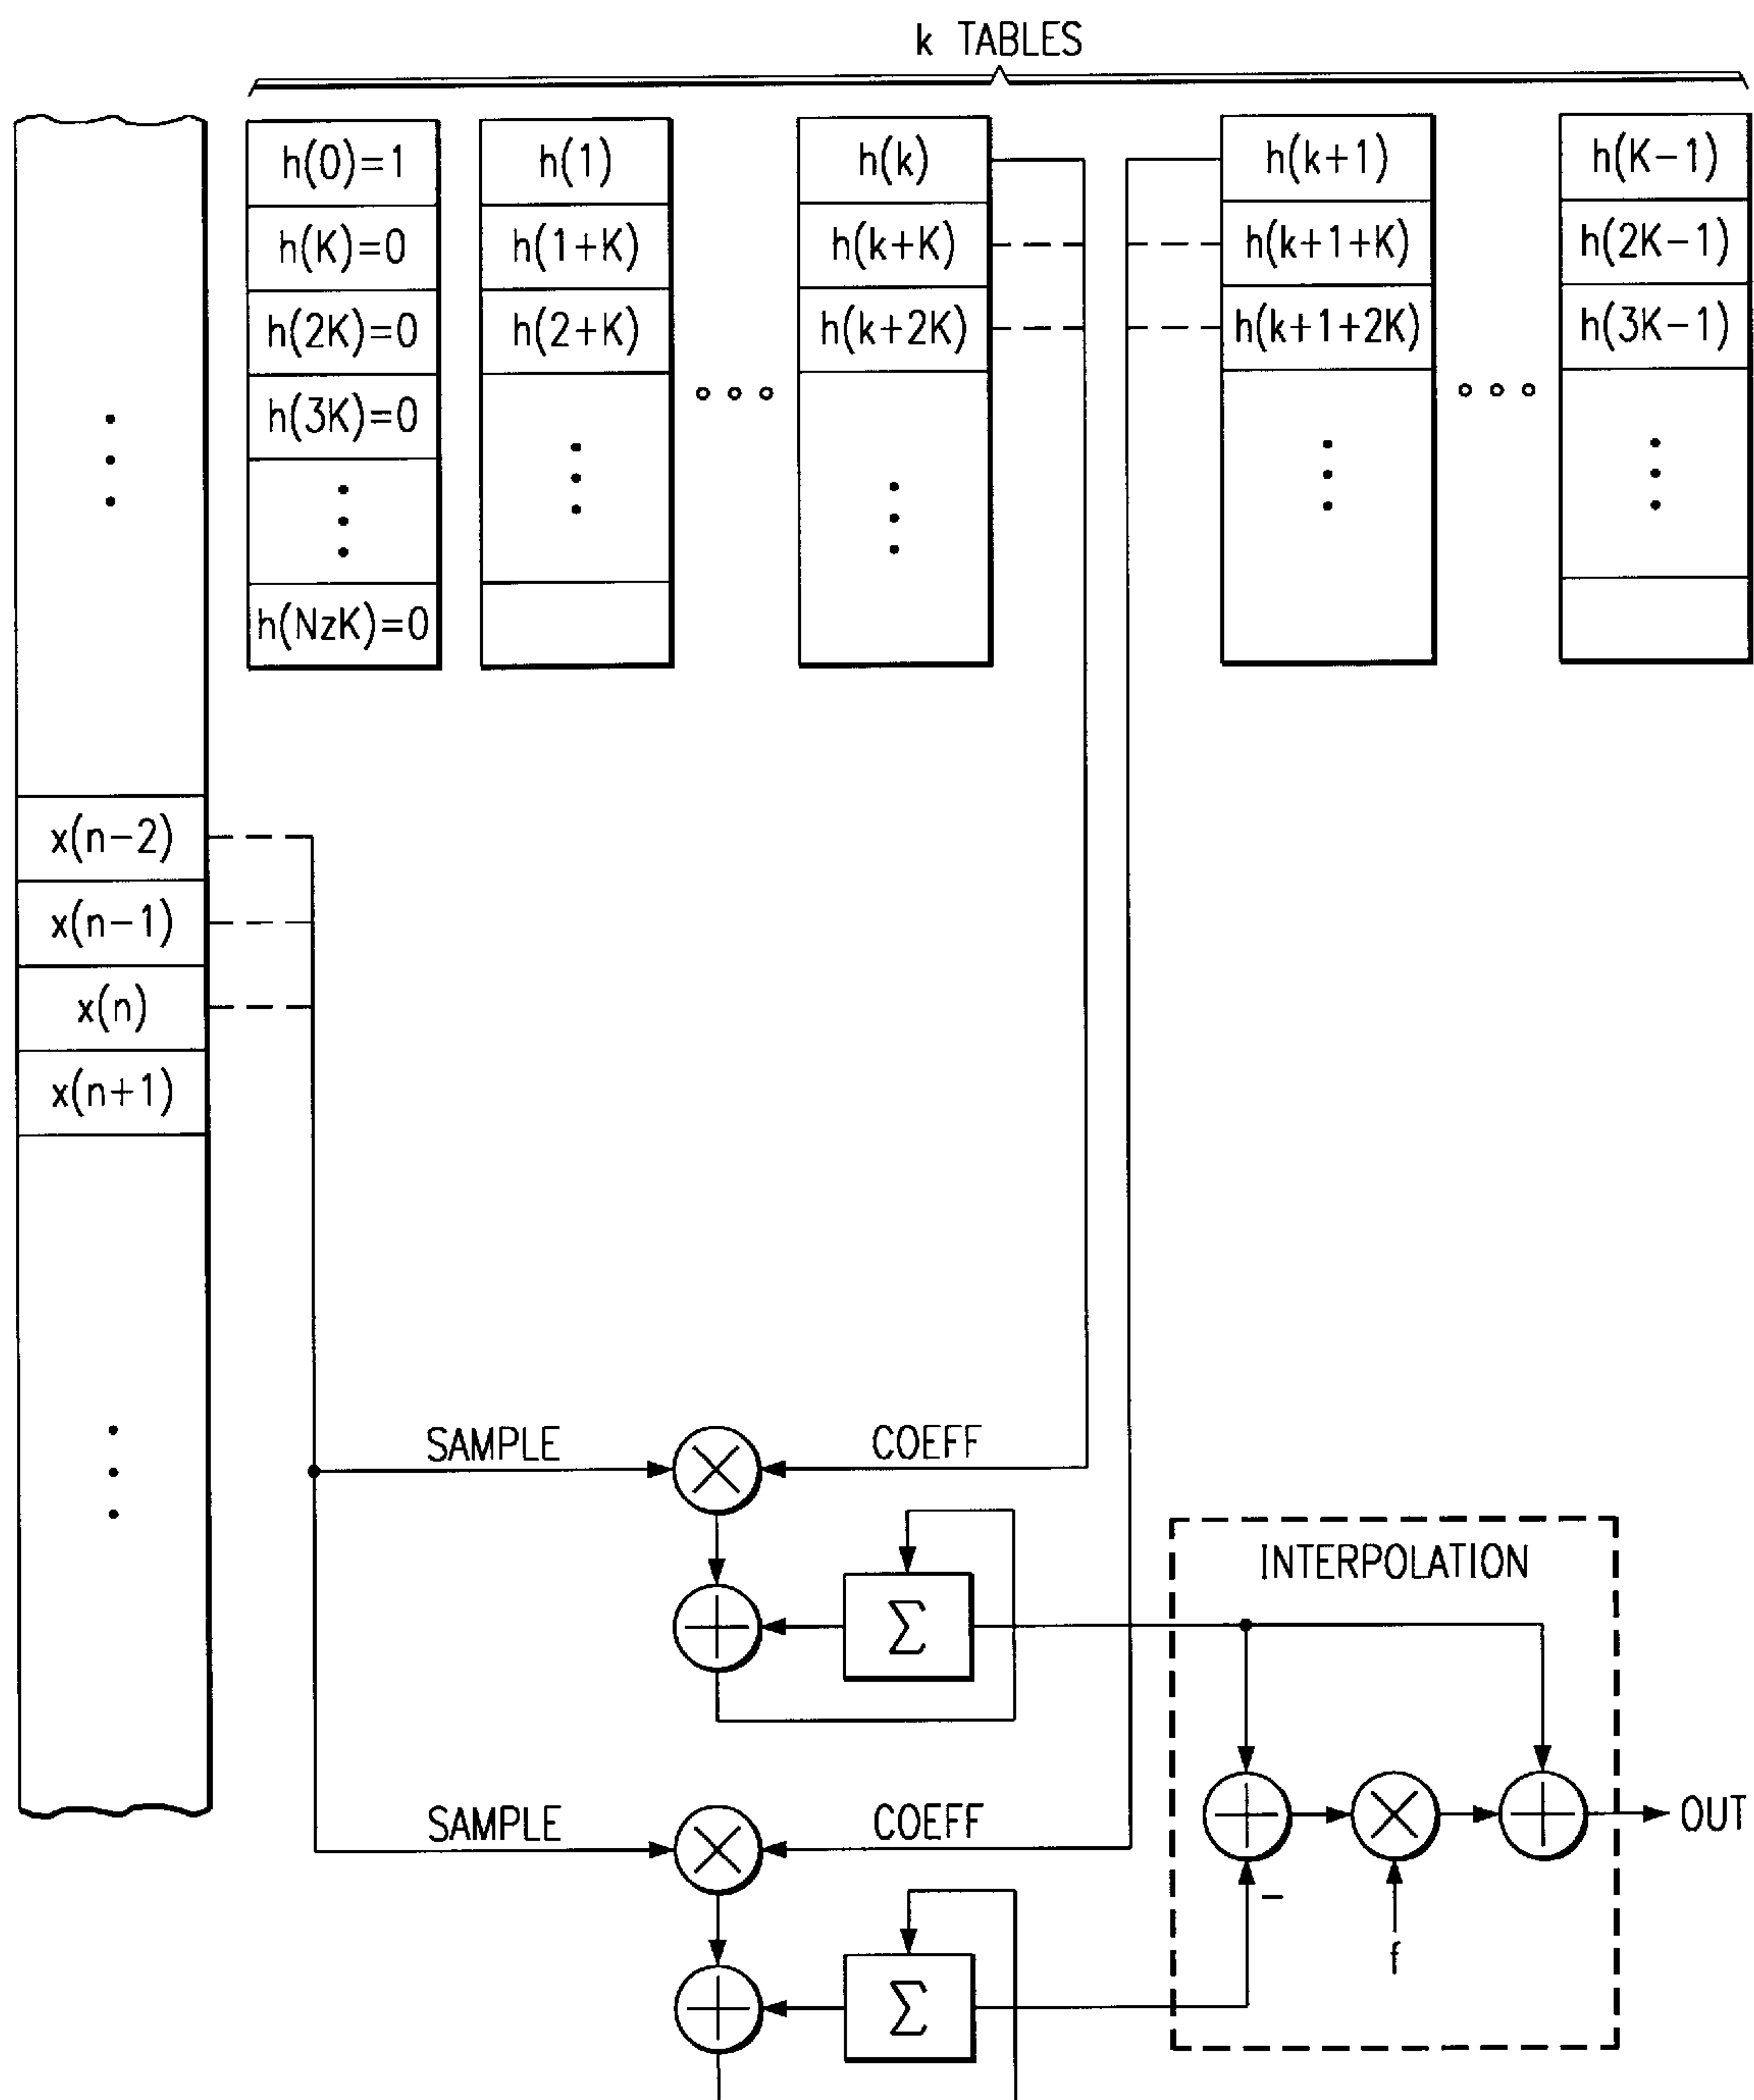 k TABLES
h(0)=1 h(1) h(k) h(k+1) h(K-1)
h(K)=0 h(1+K) h(k+K) h(k+1+K) h(2K-1)
h(2K)=0 h(2+K) h(k+2K) h(k+1+2K) h(3K-1)
h(3K)=0
h(NzK)=0
x(n-2)
x(n-1)
x(n)
x(n+1)
SAMPLE COEFF
INTERPOLATION
Σ
SAMPLE COEFF
OUT
−
f
Σ